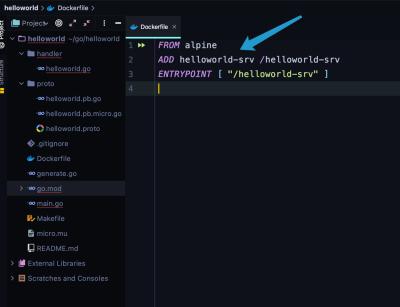 helloworld > Dockerfile >
Project
Project
structure
helloworld ~/go/helloworld
handler
helloworld.go
proto
helloworld.pb.go
helloworld.pb.micro.go
helloworld.proto
.gitignore
Dockerfile
generate.go
go.mod
main.go
Makefile
micro.mu
README.md
External Libraries
Scratches and Consoles
Dockerfile ×
1 FROM alpine
2 ADD helloworld-srv /helloworld-srv
3 ENTRYPOINT [ "/helloworld-srv" ]
4